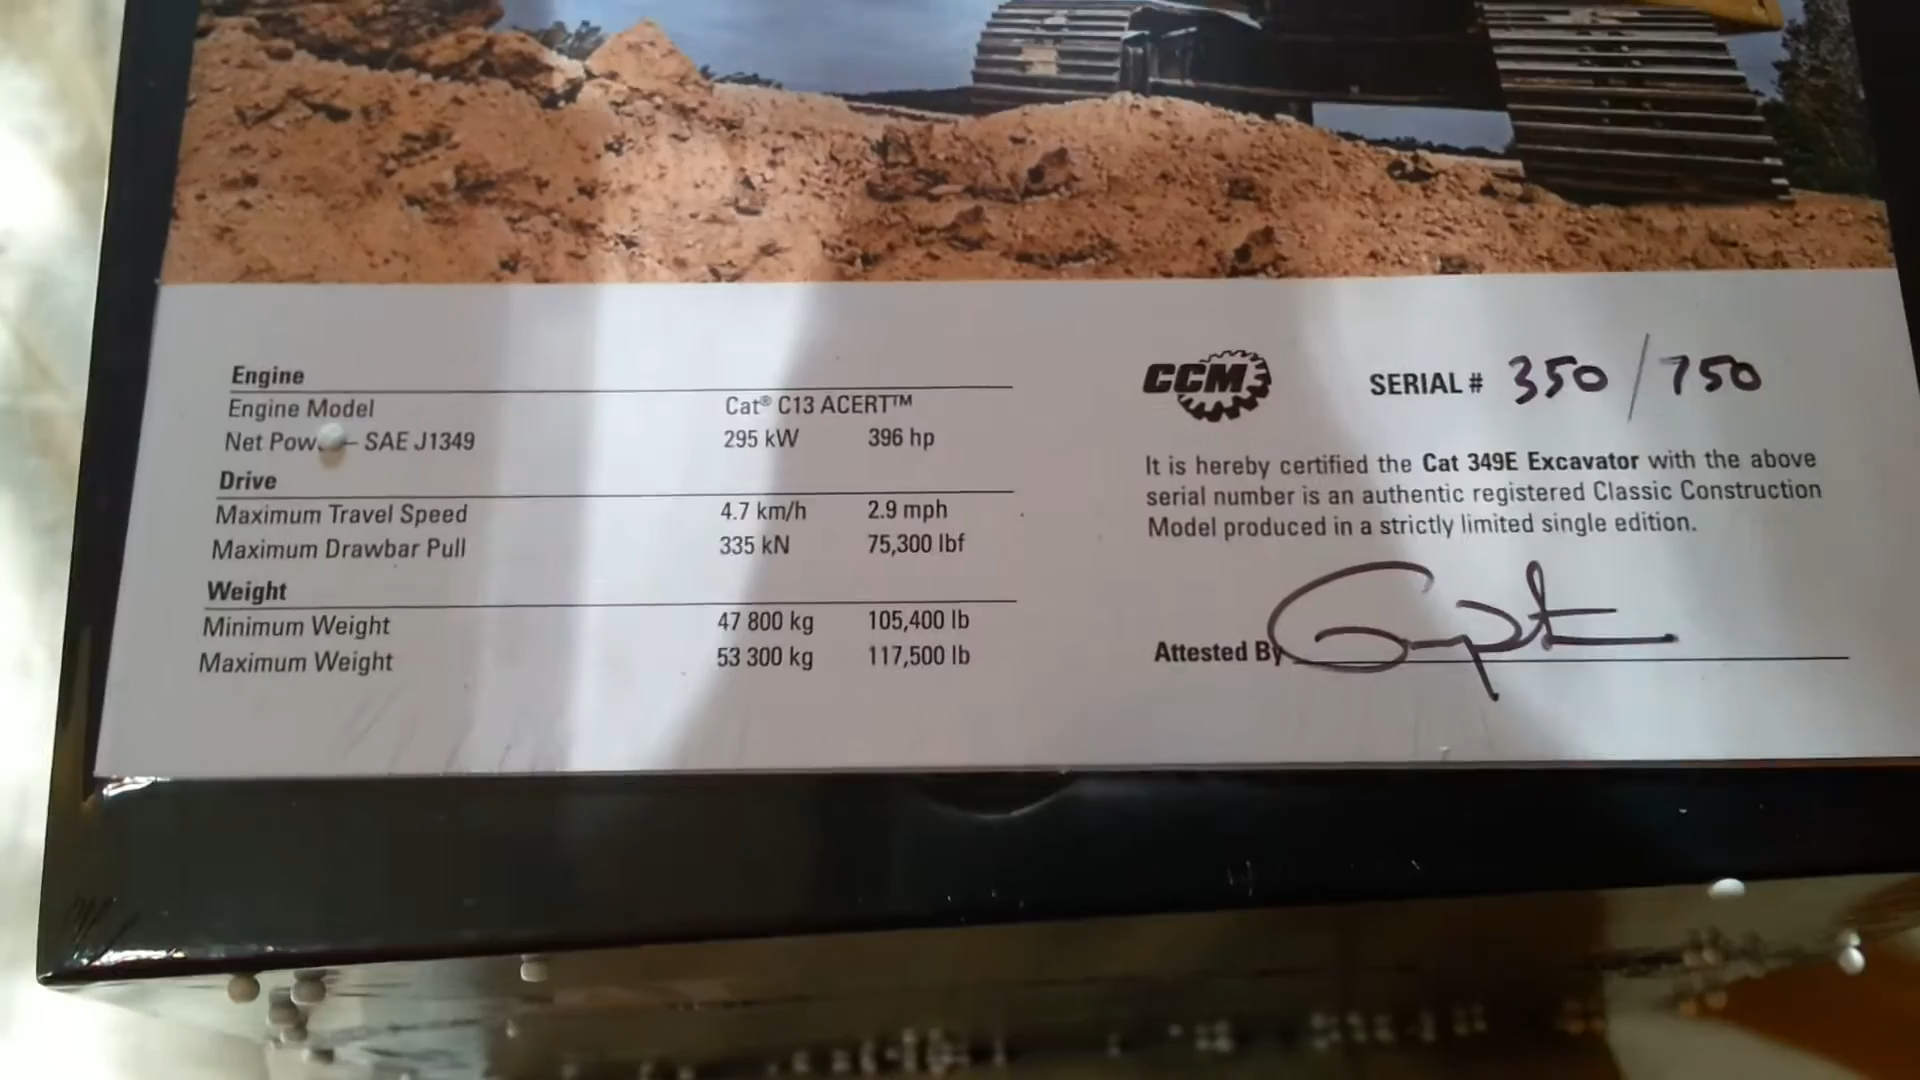 Engine
Engine Model Cat® C13 ACERT™
Net Pow – SAE J1349 295 kW 396 hp
Drive
Maximum Travel Speed 4.7 km/h 2.9 mph
Maximum Drawbar Pull 335 kN 75,300 lbf
Weight
Minimum Weight 47 800 kg 105,400 lb
Maximum Weight 53 300 kg 117,500 lb
CCM
SERIAL # 350/750
It is hereby certified the Cat 349E Excavator with the above
serial number is an authentic registered Classic Construction
Model produced in a strictly limited single edition.
Attested By